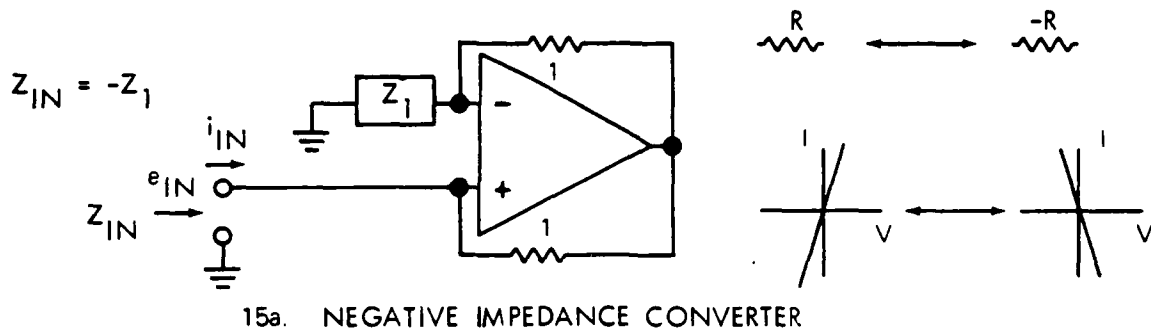 R
-R
1
Z_IN = -Z_1
Z_1
-
i_IN
e_IN
+
Z_IN
1
I
V
I
V
15a. NEGATIVE IMPEDANCE CONVERTER